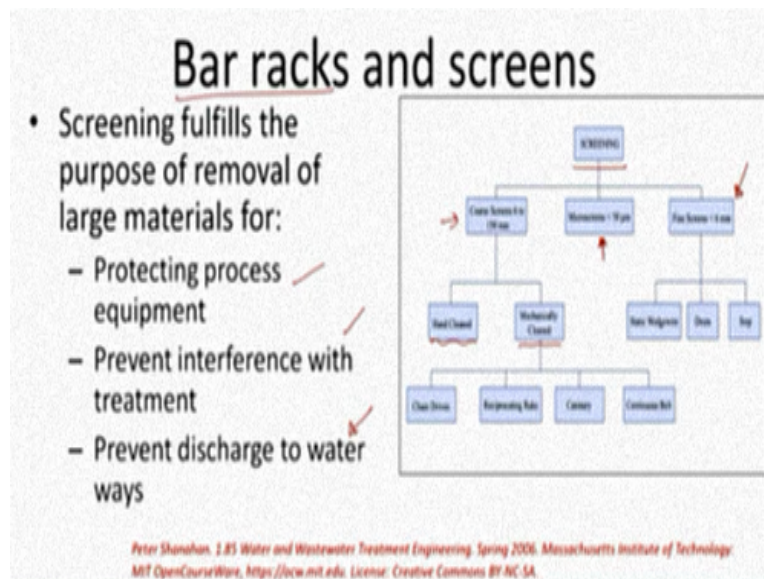 Bar racks and screens
• Screening fulfills the
purpose of removal of
large materials for:
– Protecting process
equipment
– Prevent interference with
treatment
– Prevent discharge to water
ways
SCREENING
Coarse Screens 6 to
150 mm
Microscreens < 50 µm
Fine Screens < 6 mm
Hand Cleaned
Mechanically
Cleaned
Static Wedgewire
Drum
Step
Chain Driven
Reciprocating Rake
Catenary
Continuous Belt
Peter Shanahan. 1.85 Water and Wastewater Treatment Engineering. Spring 2006. Massachusetts Institute of Technology:
MIT OpenCourseWare, https://ocw.mit.edu. License: Creative Commons BY-NC-SA.